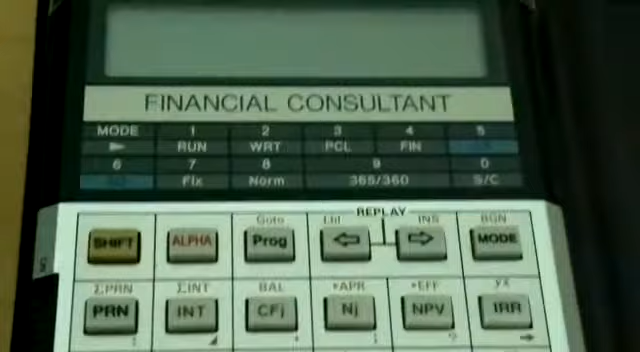 FINANCIAL CONSULTANT
MODE 1 2 3 4 5
RUN WRT PCL FIN
6 7 8 9 0
Fix Norm 365/360 S/C
REPLAY
Goto Lbl INS BGN
SHIFT ALPHA Prog ⇦ ⇨ MODE
ΣPRN ΣINT BAL ▸APR ▸EFF yx
PRN INT CFj Nj NPV IRR